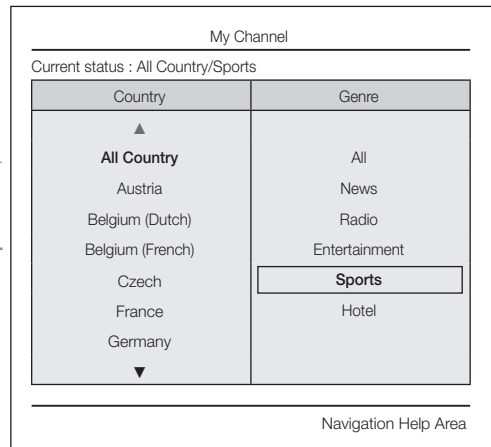 My Channel
Current status : All Country/Sports
Country Genre
▲
All Country All
Austria News
Belgium (Dutch) Radio
Belgium (French) Entertainment
Czech Sports
France Hotel
Germany
▼
Navigation Help Area